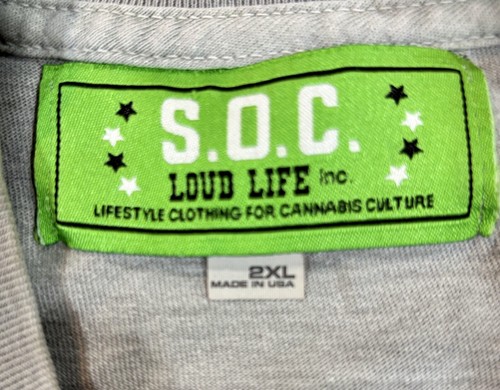 S.O.C.
LOUD LIFE Inc.
LIFESTYLE CLOTHING FOR CANNABIS CULTURE
2XL
MADE IN USA